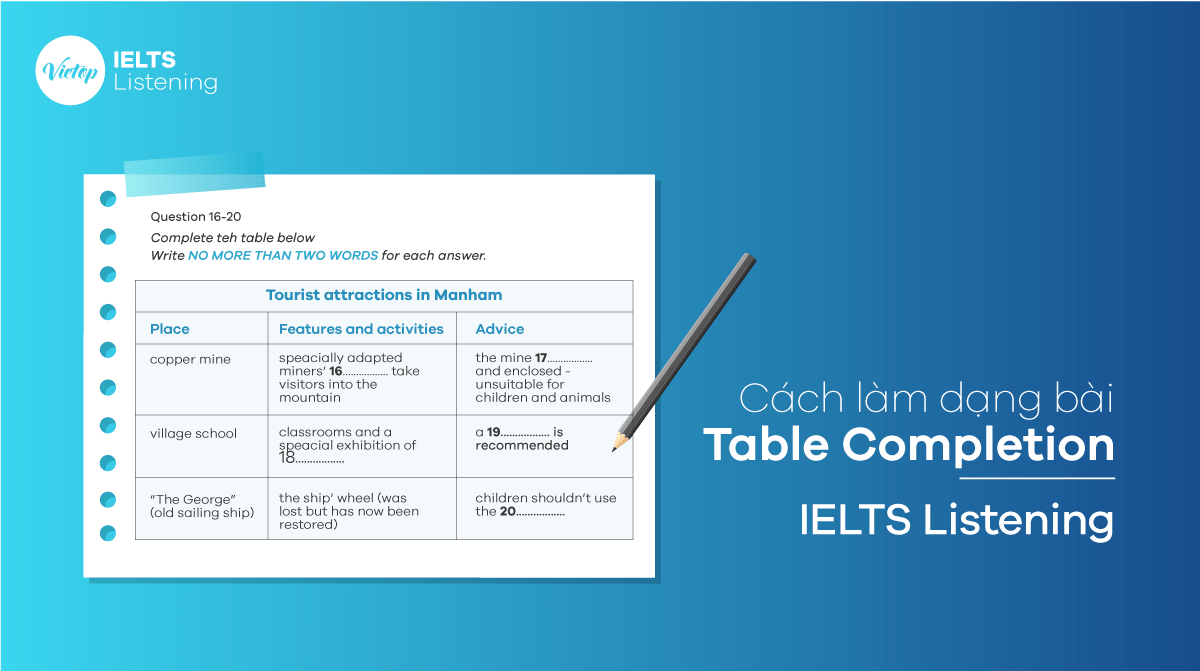 Vietop
IELTS
Listening
Question 16-20
Complete teh table below
Write NO MORE THAN TWO WORDS for each answer.
Tourist attractions in Manham
Place
Features and activities
Advice
copper mine
speacially adapted
miners' 16................ take
visitors into the
mountain
the mine 17................
and enclosed -
unsuitable for
children and animals
village school
classrooms and a
speacial exhibition of
18................
a 19................. is
recommended
“The George”
(old sailing ship)
the ship’ wheel (was
lost but has now been
restored)
children shouldn’t use
the 20.................
Cách làm dạng bài
Table Completion
IELTS Listening